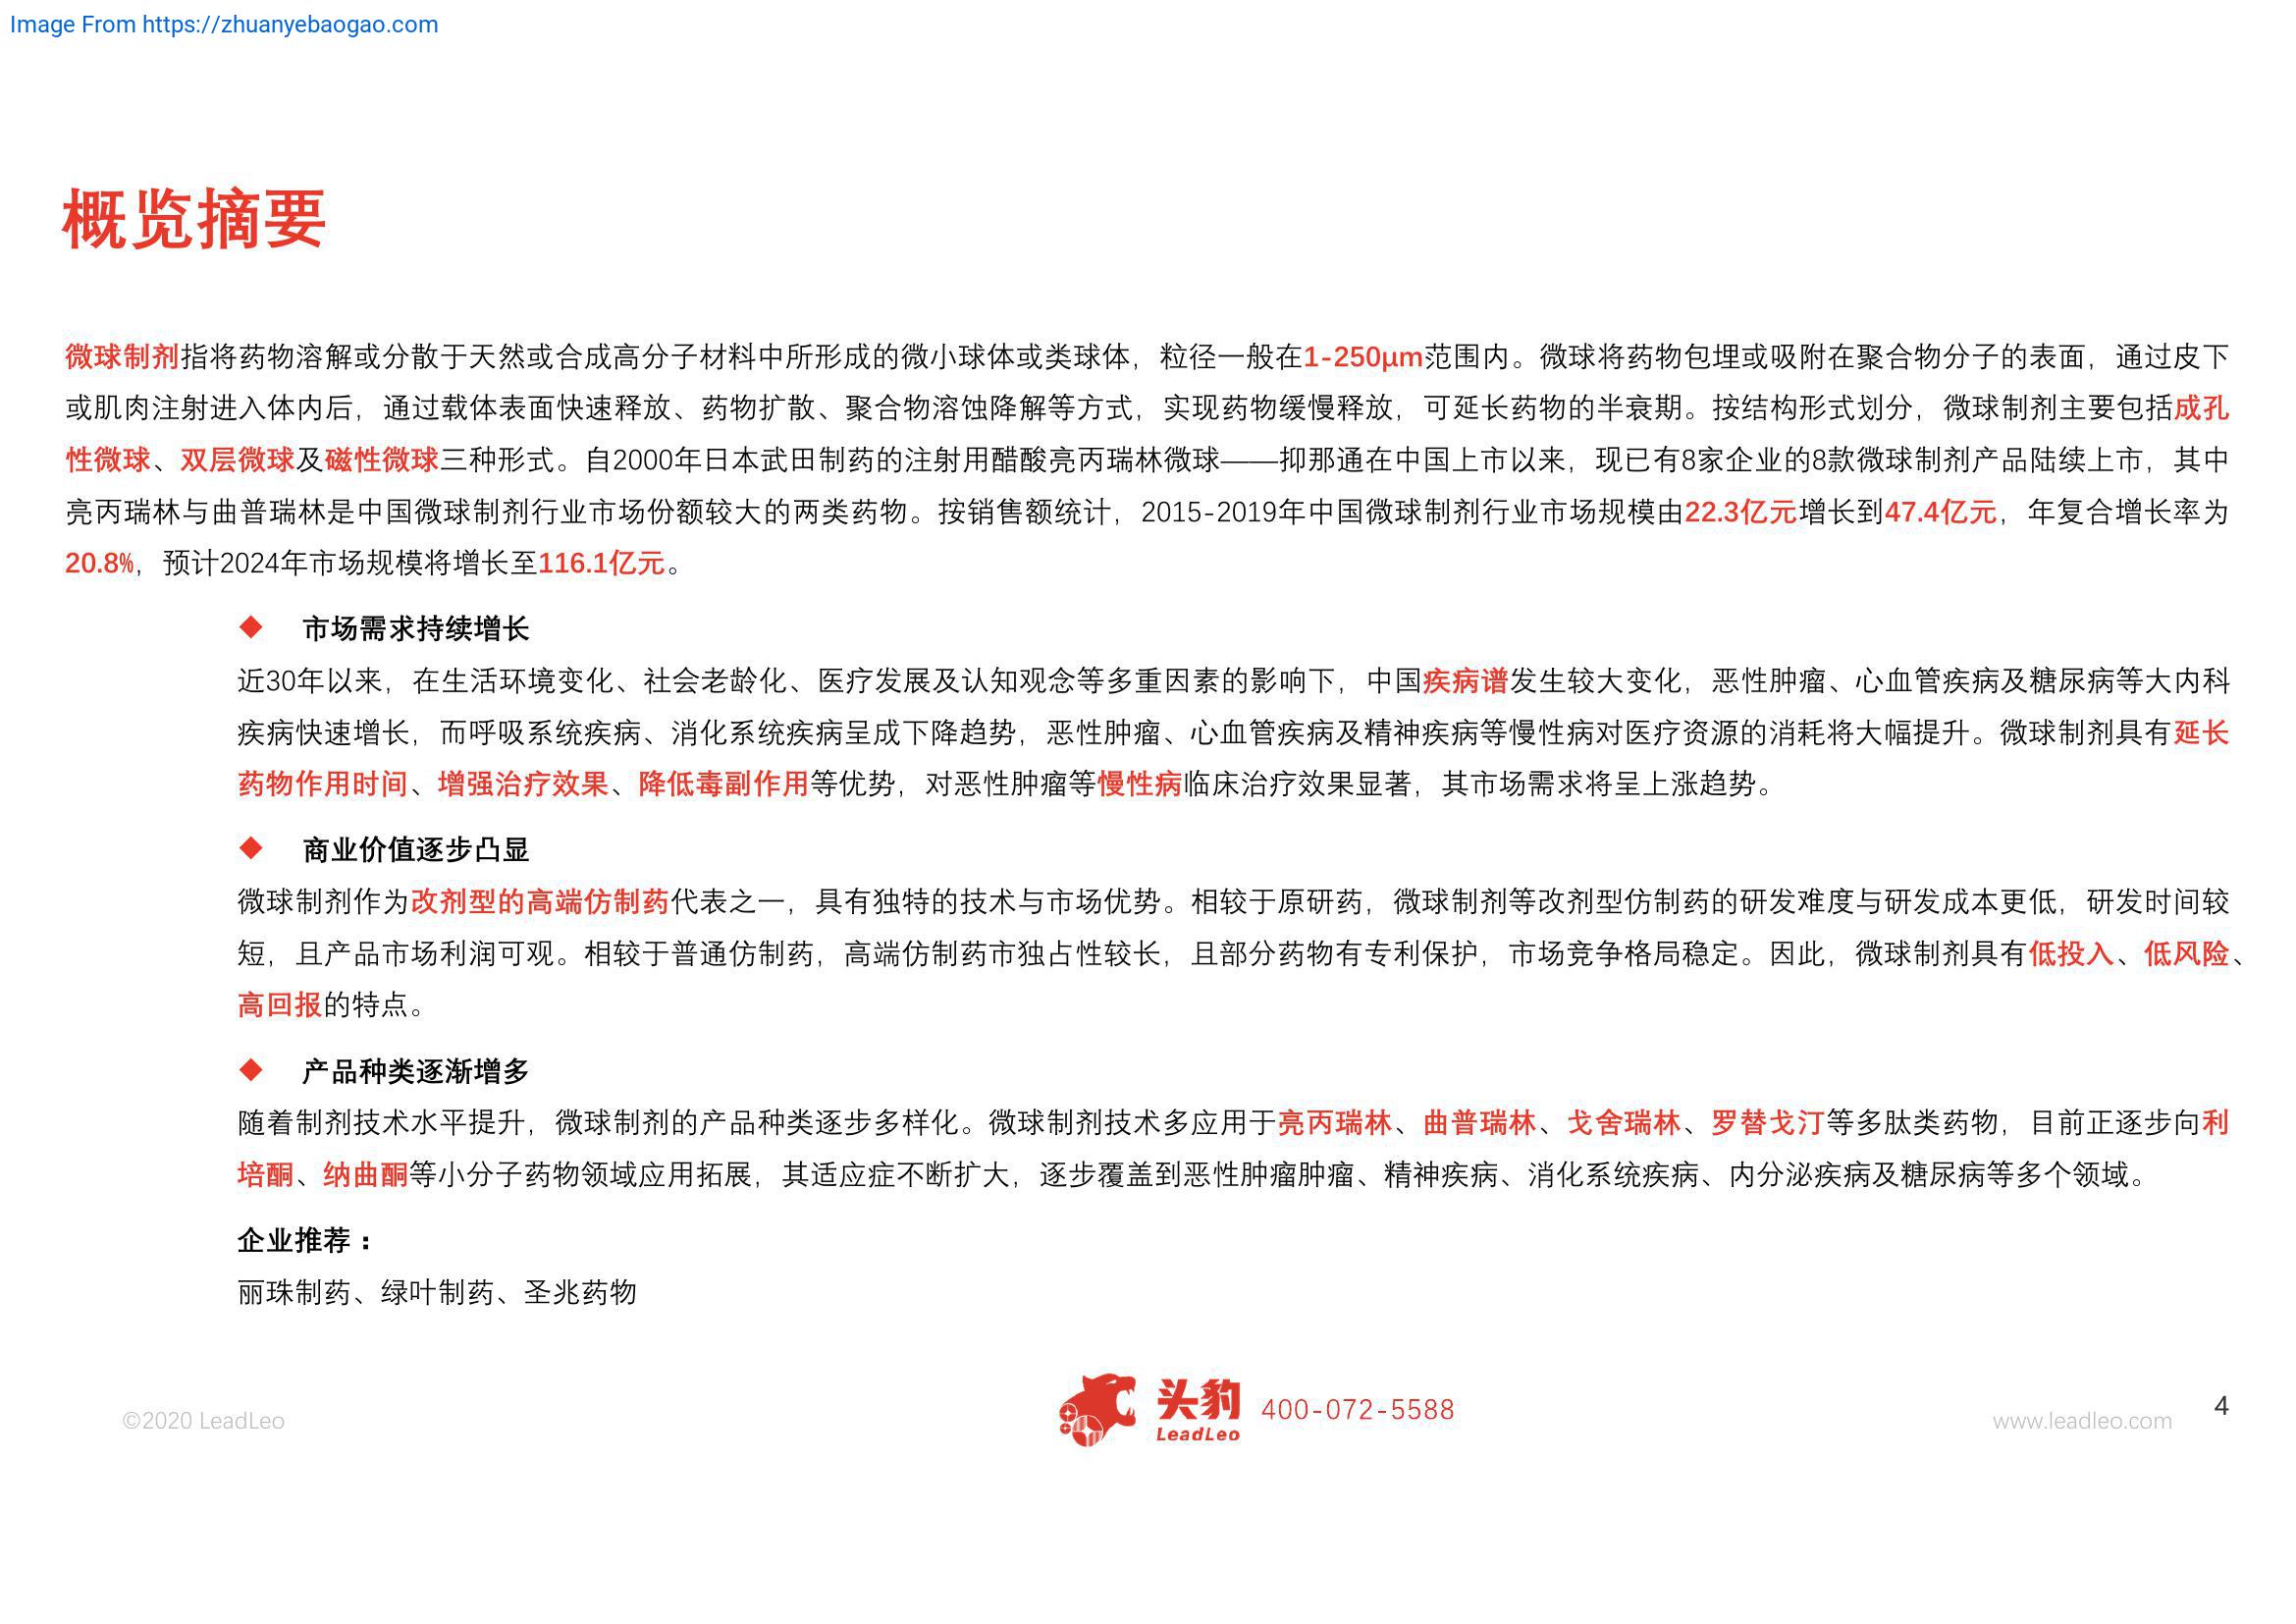 Image From https://zhuanyebaogao.com
概览摘要
微球制剂指将药物溶解或分散于天然或合成高分子材料中所形成的微小球体或类球体，粒径一般在1-250μm范围内。微球将药物包埋或吸附在聚合物分子的表面，通过皮下
或肌肉注射进入体内后，通过载体表面快速释放、药物扩散、聚合物溶蚀降解等方式，实现药物缓慢释放，可延长药物的半衰期。按结构形式划分，微球制剂主要包括成孔
性微球、双层微球及磁性微球三种形式。自2000年日本武田制药的注射用醋酸亮丙瑞林微球——抑那通在中国上市以来，现已有8家企业的8款微球制剂产品陆续上市，其中
亮丙瑞林与曲普瑞林是中国微球制剂行业市场份额较大的两类药物。按销售额统计，2015-2019年中国微球制剂行业市场规模由22.3亿元增长到47.4亿元，年复合增长率为
20.8%，预计2024年市场规模将增长至116.1亿元。
◆ 市场需求持续增长
近30年以来，在生活环境变化、社会老龄化、医疗发展及认知观念等多重因素的影响下，中国疾病谱发生较大变化，恶性肿瘤、心血管疾病及糖尿病等大内科
疾病快速增长，而呼吸系统疾病、消化系统疾病呈成下降趋势，恶性肿瘤、心血管疾病及精神疾病等慢性病对医疗资源的消耗将大幅提升。微球制剂具有延长
药物作用时间、增强治疗效果、降低毒副作用等优势，对恶性肿瘤等慢性病临床治疗效果显著，其市场需求将呈上涨趋势。
◆ 商业价值逐步凸显
微球制剂作为改剂型的高端仿制药代表之一，具有独特的技术与市场优势。相较于原研药，微球制剂等改剂型仿制药的研发难度与研发成本更低，研发时间较
短，且产品市场利润可观。相较于普通仿制药，高端仿制药市独占性较长，且部分药物有专利保护，市场竞争格局稳定。因此，微球制剂具有低投入、低风险、
高回报的特点。
◆ 产品种类逐渐增多
随着制剂技术水平提升，微球制剂的产品种类逐步多样化。微球制剂技术多应用于亮丙瑞林、曲普瑞林、戈舍瑞林、罗替戈汀等多肽类药物，目前正逐步向利
培酮、纳曲酮等小分子药物领域应用拓展，其适应症不断扩大，逐步覆盖到恶性肿瘤肿瘤、精神疾病、消化系统疾病、内分泌疾病及糖尿病等多个领域。
企业推荐：
丽珠制药、绿叶制药、圣兆药物
©2020 LeadLeo
头豹
LeadLeo
400-072-5588
www.leadleo.com
4